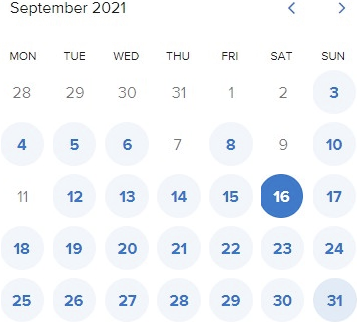 September 2021
MON TUE WED THU FRI SAT SUN
28 29 30 31 1 2 3
4 5 6 7 8 9 10
11 12 13 14 15 16 17
18 19 20 21 22 23 24
25 26 27 28 29 30 31